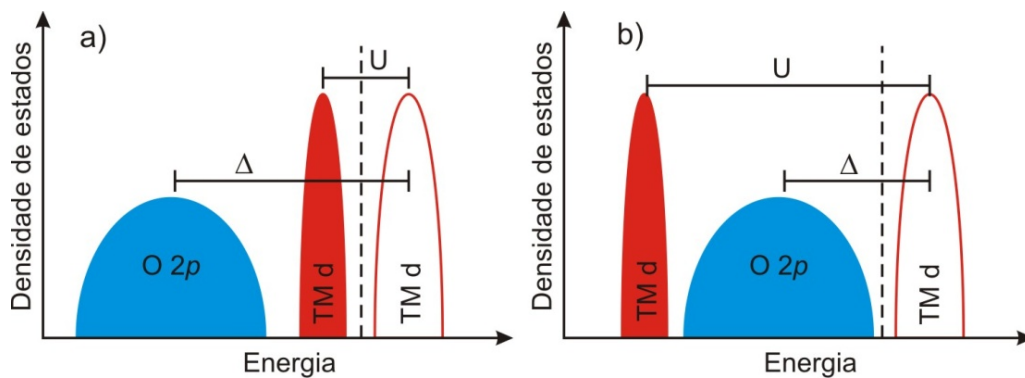 a)
Densidade de estados
U
Δ
O 2p
TM d
TM d
Energia
b)
Densidade de estados
U
Δ
O 2p
TM d
TM d
Energia